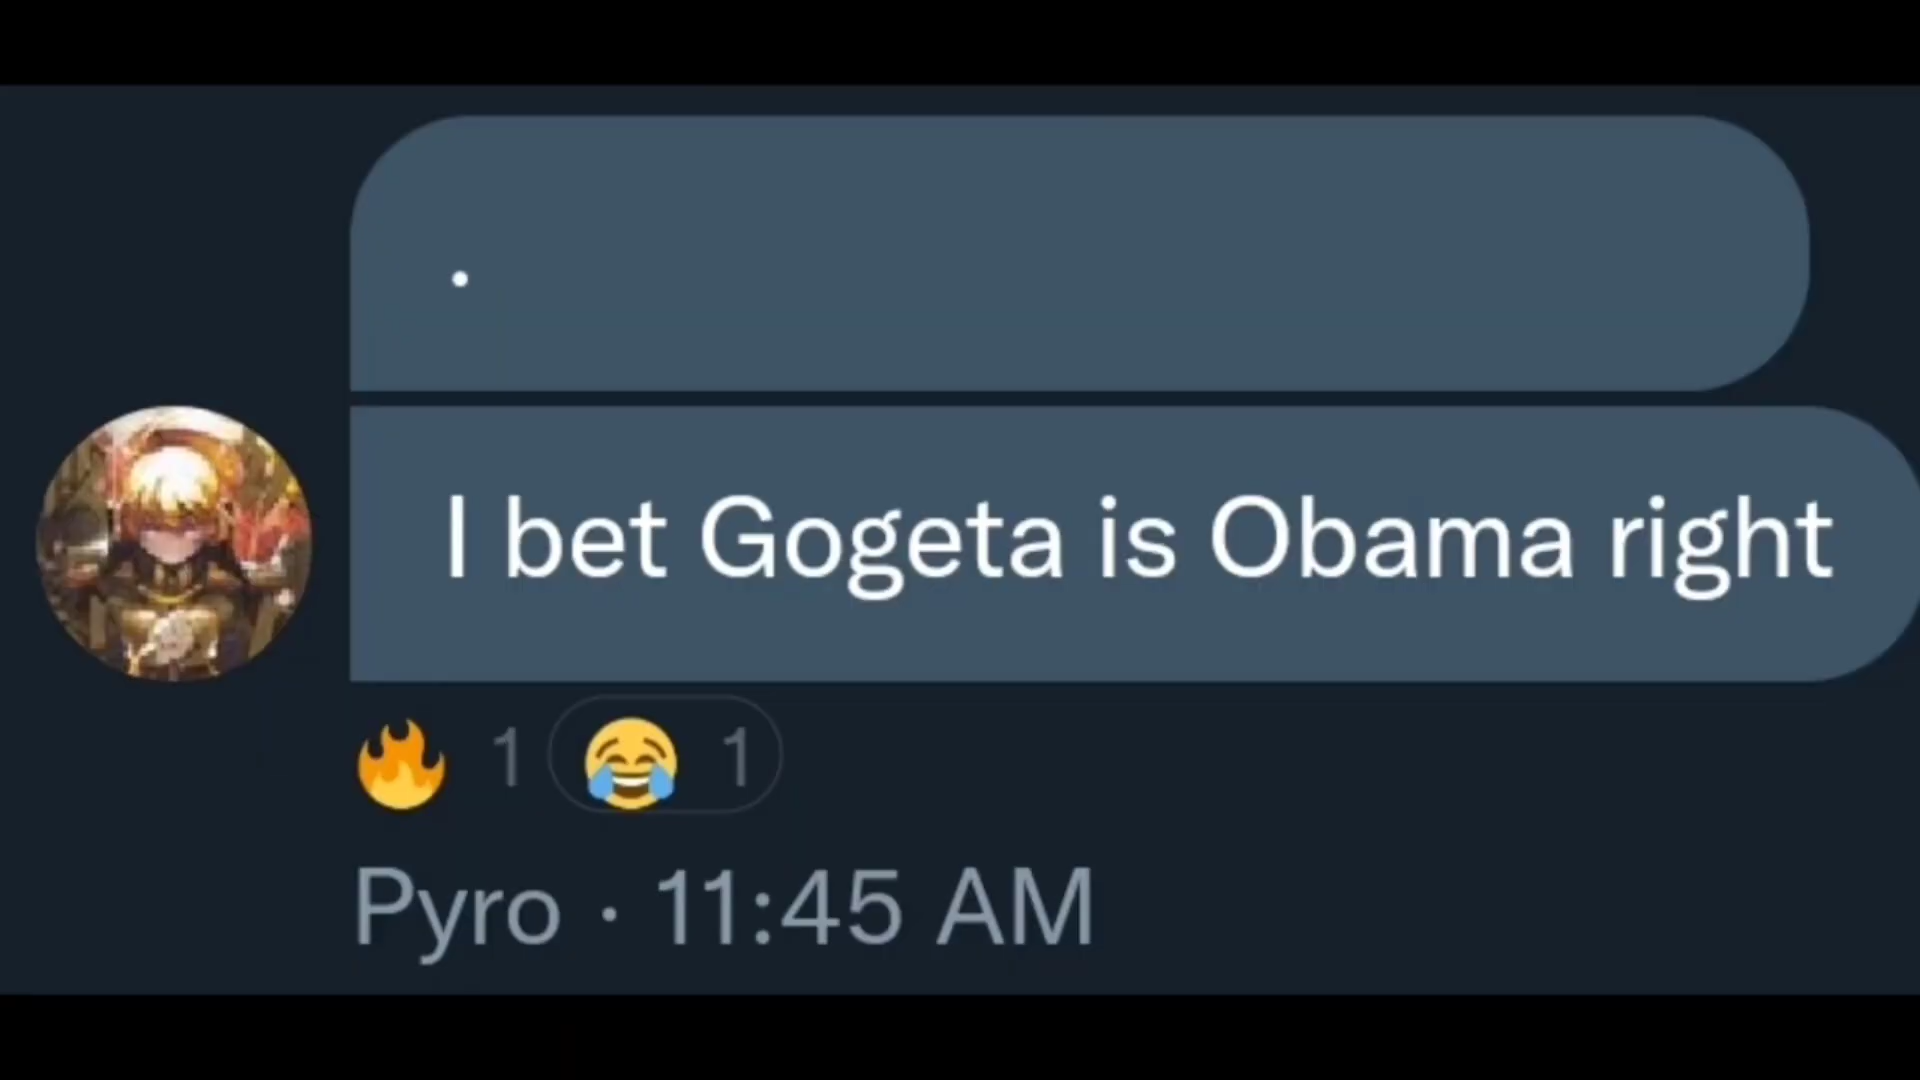 .
I bet Gogeta is Obama right
🔥 1 😂 1
Pyro · 11:45 AM